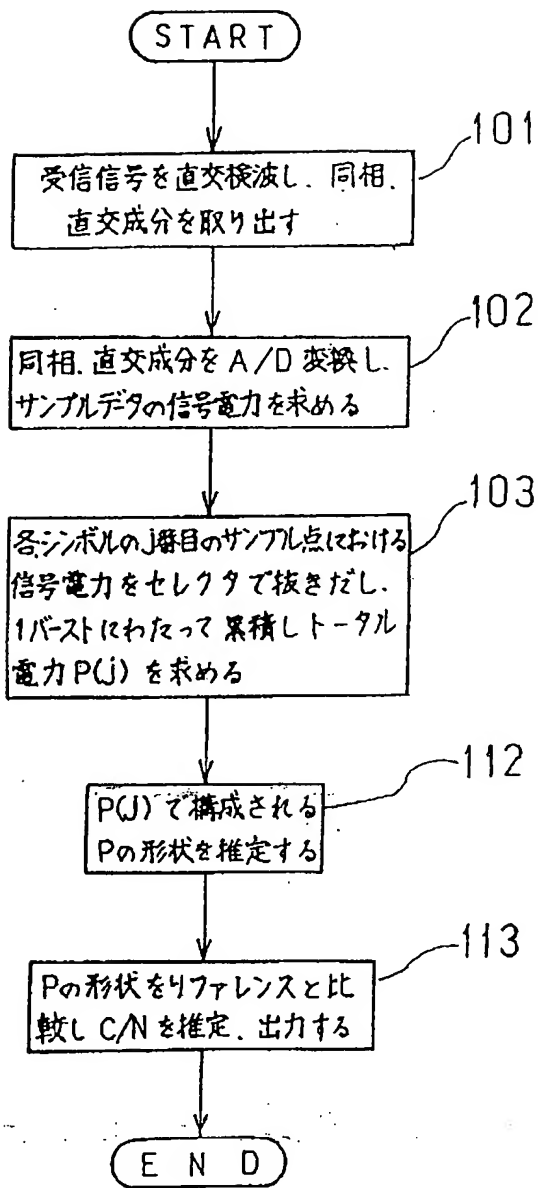 START
101
受信信号を直交検波し、同相、
直交成分を取り出す
102
同相、直交成分をA/D変換し、
サンプルデータの信号電力を求める
103
各シンボルのj番目のサンプル点における
信号電力をセレクタで抜きだし、
1バーストにわたって累積しトータル
電力P(j)を求める
112
P(J)で構成される
Pの形状を推定する
113
Pの形状をリファレンスと比
較しC/Nを推定、出力する
END